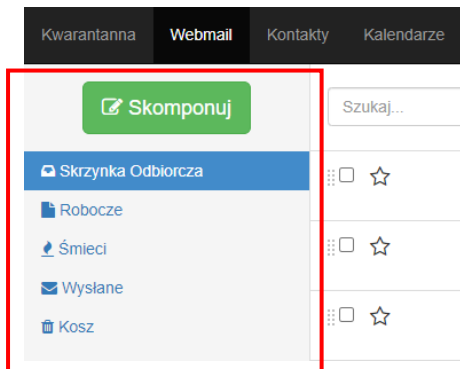 Kwarantanna Webmail Kontakty Kalendarze
Skomponuj
Szukaj...
Skrzynka Odbiorcza
Robocze
Śmieci
Wysłane
Kosz